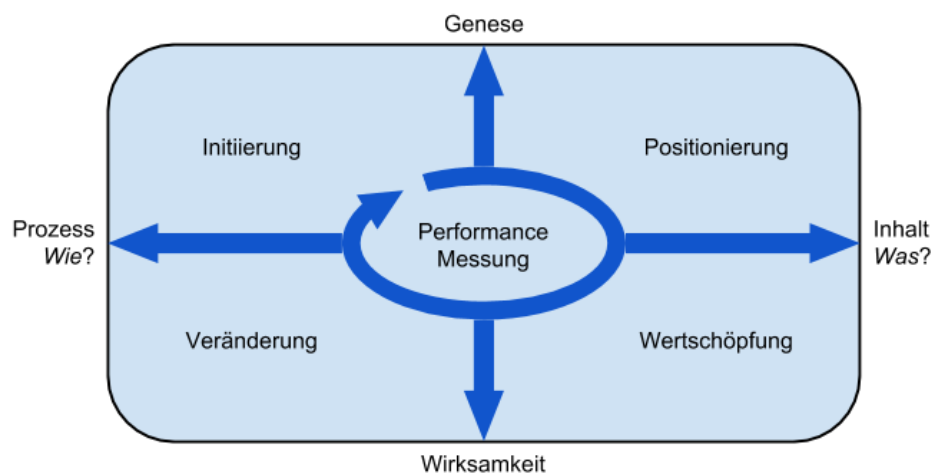 Genese
Initiierung
Positionierung
Prozess
Wie?
Performance
Messung
Inhalt
Was?
Veränderung
Wertschöpfung
Wirksamkeit